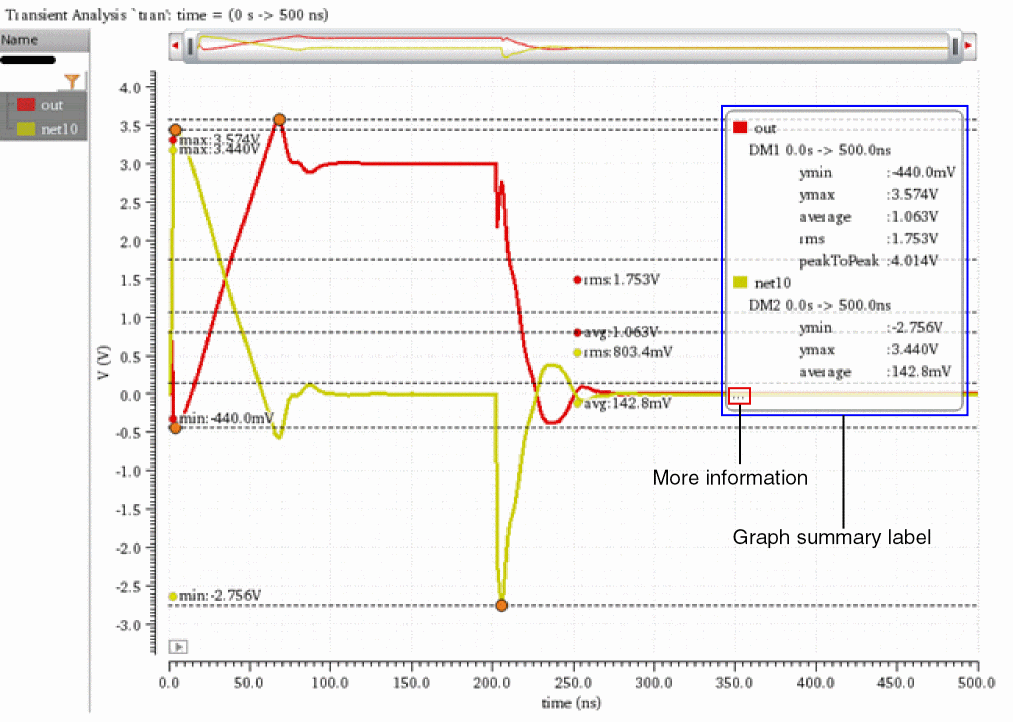 Transient Analysis `tran': time = (0 s -> 500 ns)
Name
out
net10
4.0
3.5
3.0
2.5
2.0
1.5
1.0
0.5
0.0
-0.5
-1.0
-1.5
-2.0
-2.5
-3.0
V (V)
max:3.574V
max:3.440V
rms:1.753V
avg:1.063V
rms:803.4mV
avg:142.8mV
min:-440.0mV
min:-2.756V
out
DM1 0.0s -> 500.0ns
ymin :-440.0mV
ymax :3.574V
average :1.063V
rms :1.753V
peakToPeak :4.014V
net10
DM2 0.0s -> 500.0ns
ymin :-2.756V
ymax :3.440V
average :142.8mV
...
More information
Graph summary label
0.0 50.0 100.0 150.0 200.0 250.0 300.0 350.0 400.0 450.0 500.0
time (ns)